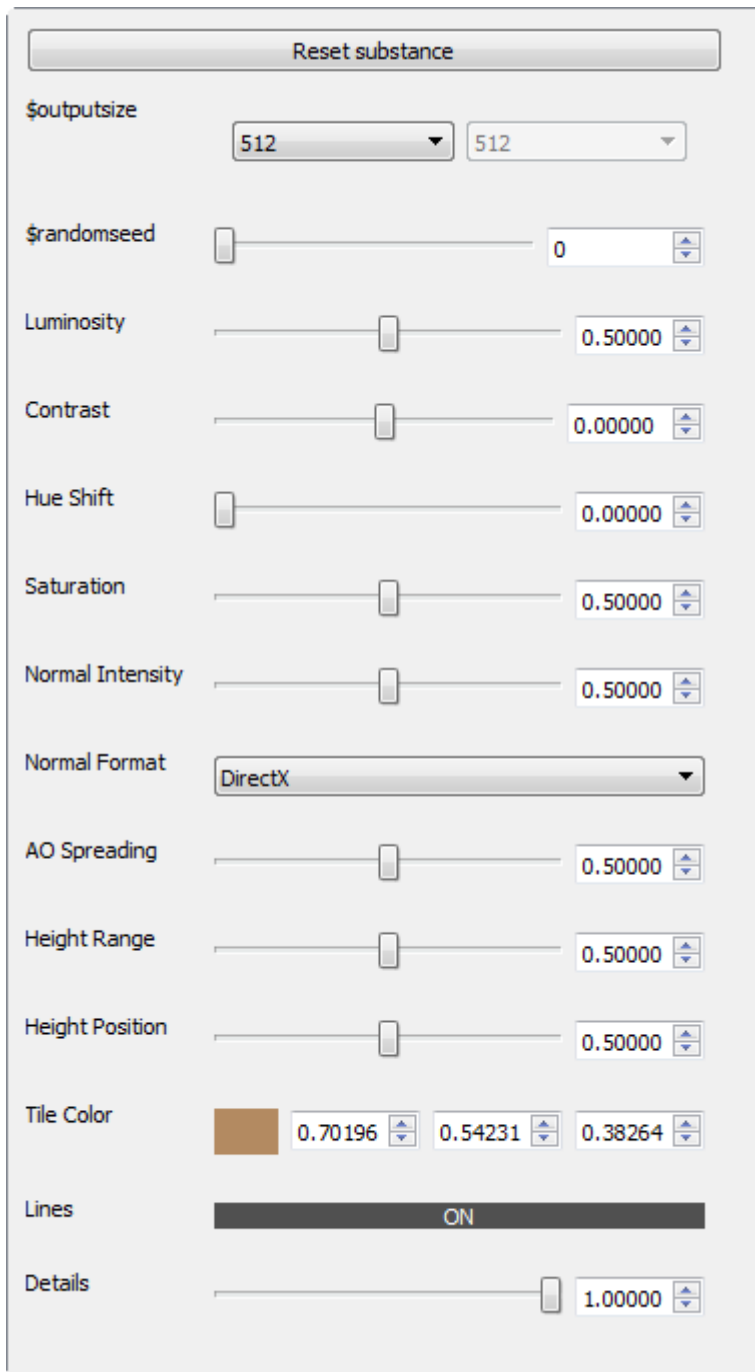 Reset substance
$outputsize
512 512
$randomseed 0
Luminosity 0.50000
Contrast 0.00000
Hue Shift 0.00000
Saturation 0.50000
Normal Intensity 0.50000
Normal Format DirectX
AO Spreading 0.50000
Height Range 0.50000
Height Position 0.50000
Tile Color 0.70196 0.54231 0.38264
Lines ON
Details 1.00000